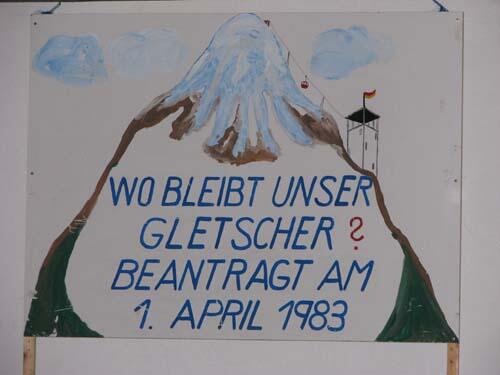 WO BLEIBT UNSER
GLETSCHER ?
BEANTRAGT AM
1. APRIL 1983